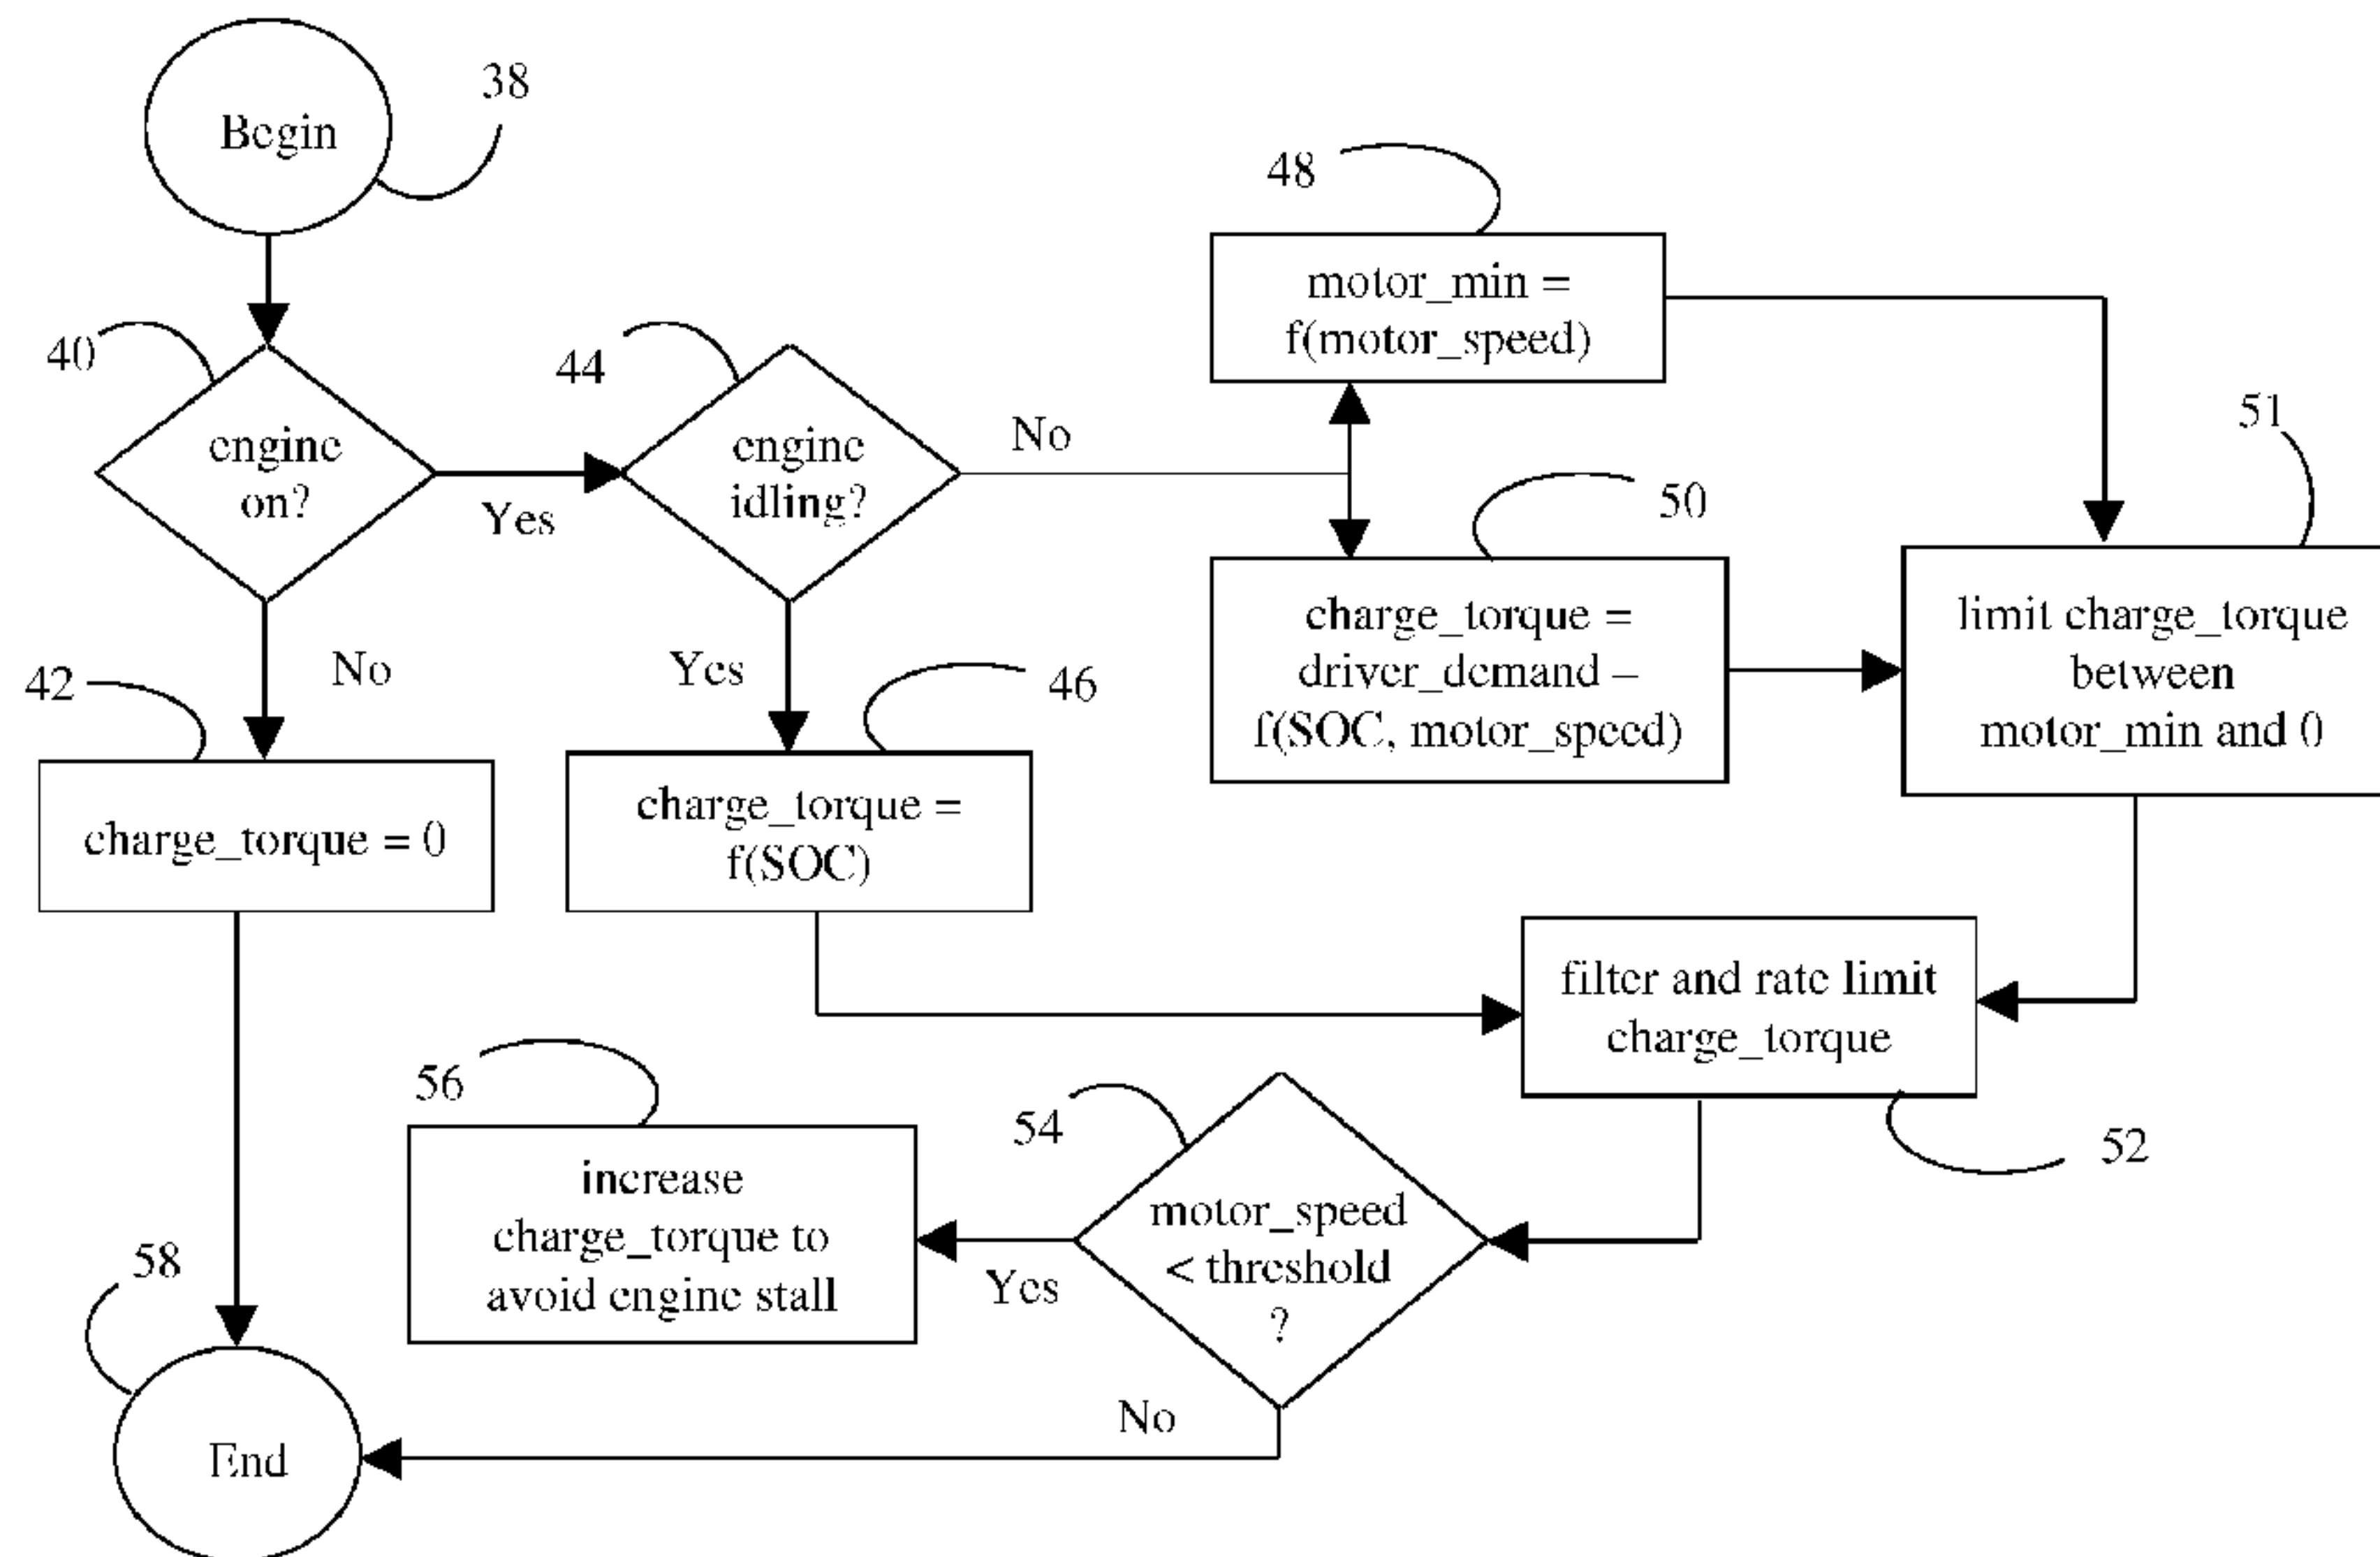 Begin
38
40
engine
on?
Yes
44
engine
idling?
No
48
motor_min =
f(motor_speed)
50
charge_torque =
driver_demand –
f(SOC, motor_speed)
51
limit charge_torque
between
motor_min and 0
No
42
charge_torque = 0
Yes
46
charge_torque =
f(SOC)
filter and rate limit
charge_torque
52
54
motor_speed
< threshold
?
Yes
56
increase
charge_torque to
avoid engine stall
No
58
End